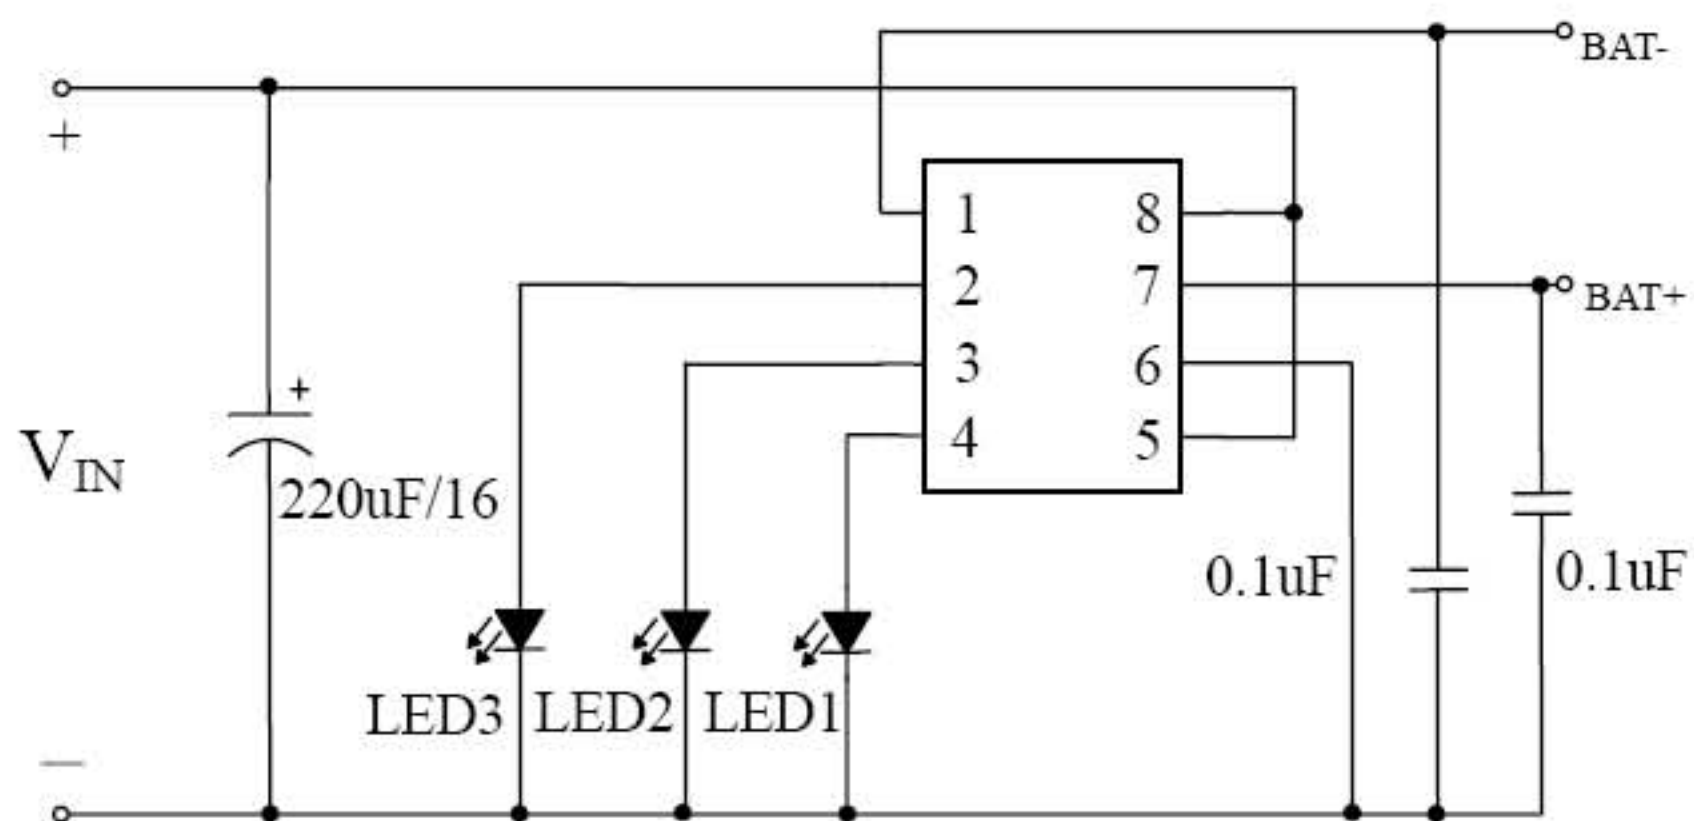 BAT-
+
1 8
2 7
BAT+
3 6
+
4 5
VIN
220uF/16
0.1uF
0.1uF
LED3 LED2 LED1
—